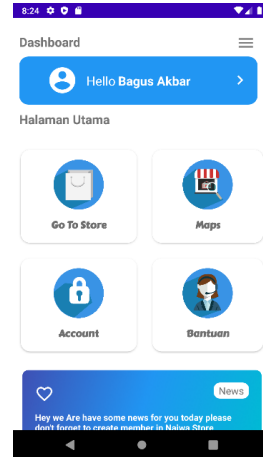 8:24
Dashboard
Hello Bagus Akbar
Halaman Utama
Go To Store
Maps
Account
Bantuan
News
Hey we Are have some news for you today please
don't forget to create member in Naiwa Store